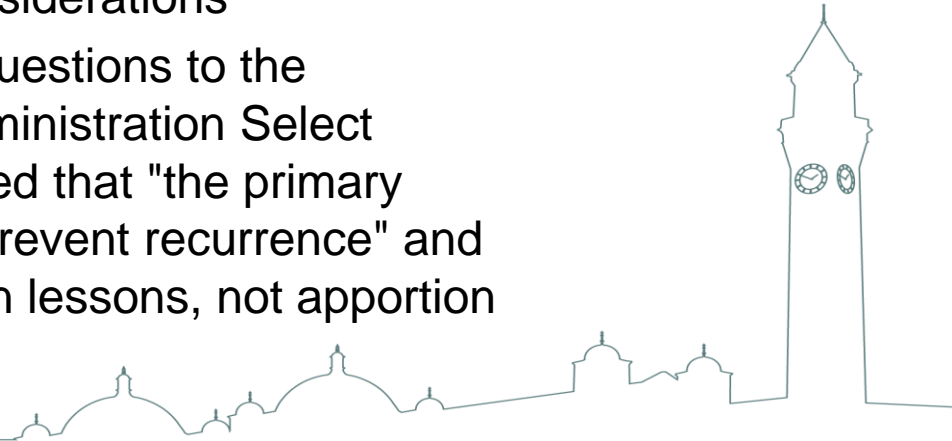 siderations
uestions to the
ministration Select
ed that "the primary
revent recurrence" and
n lessons, not apportion